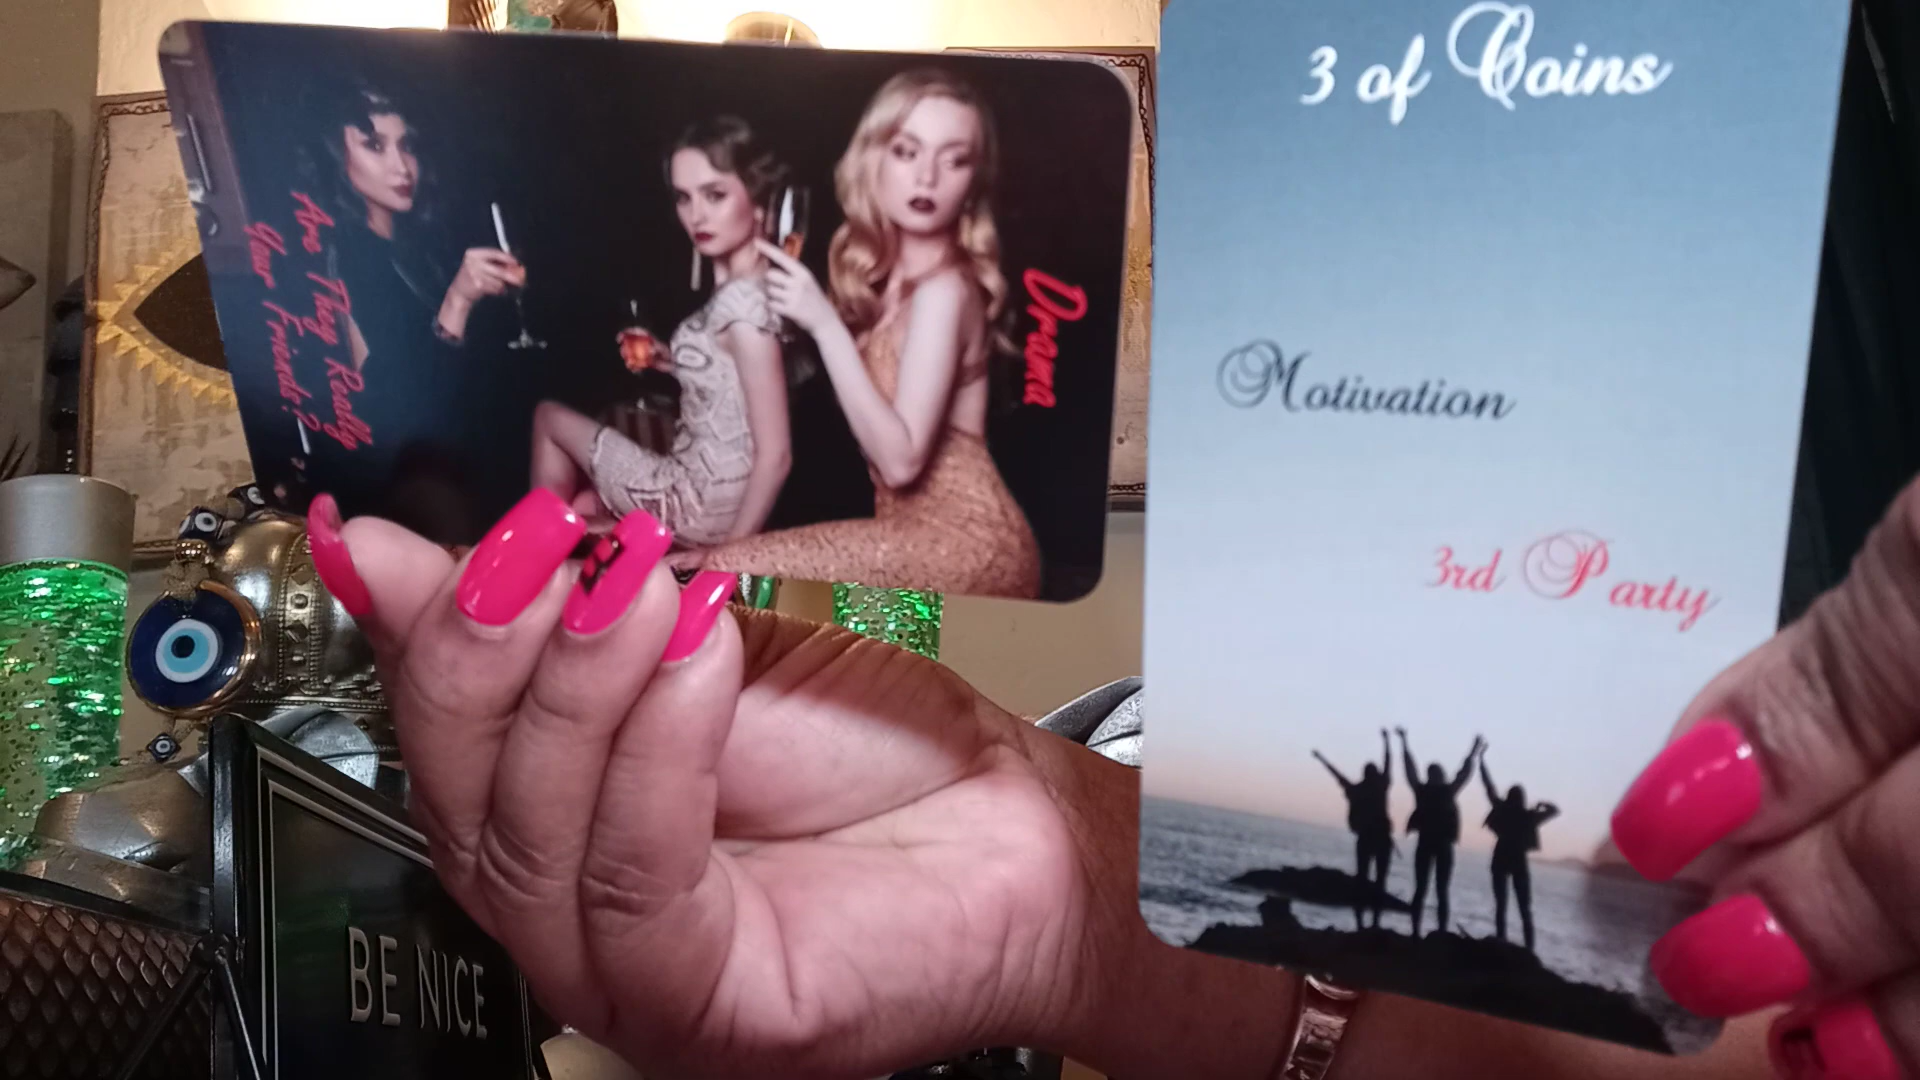 Drama
Are They Really
Your Friends?
3 of Coins
Motivation
3rd Party
BE NICE